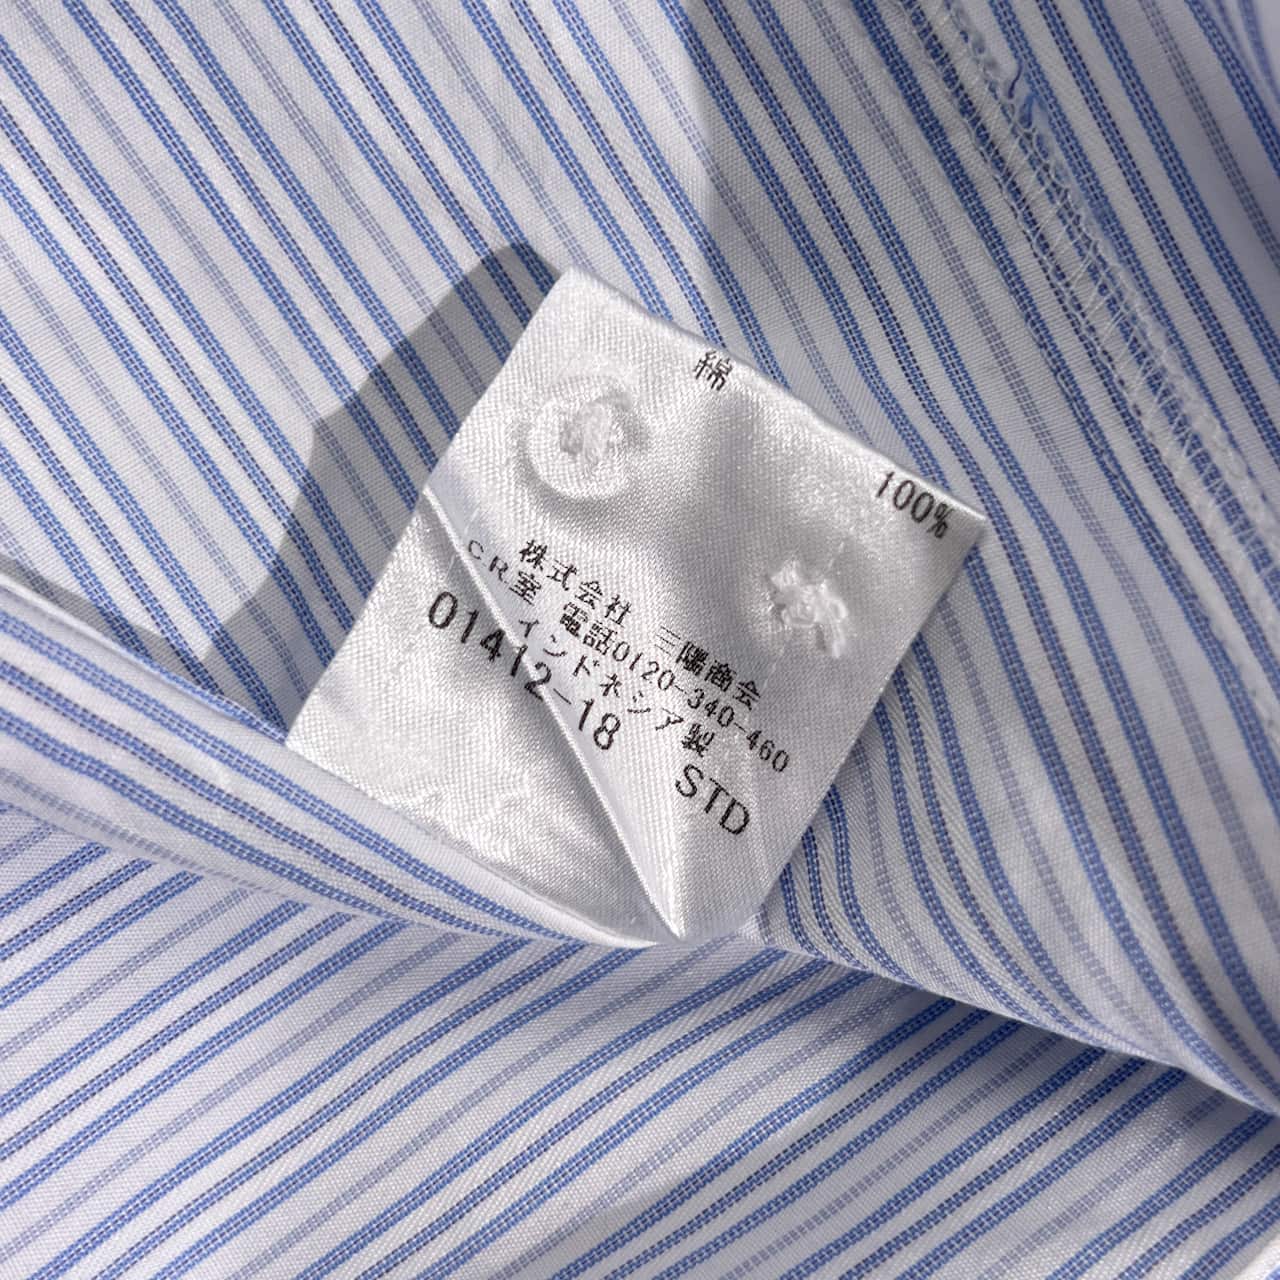 綿 100%
株式会社 三陽商会
CR室 電話0120-340-460
インドネシア製
01412-18 STD